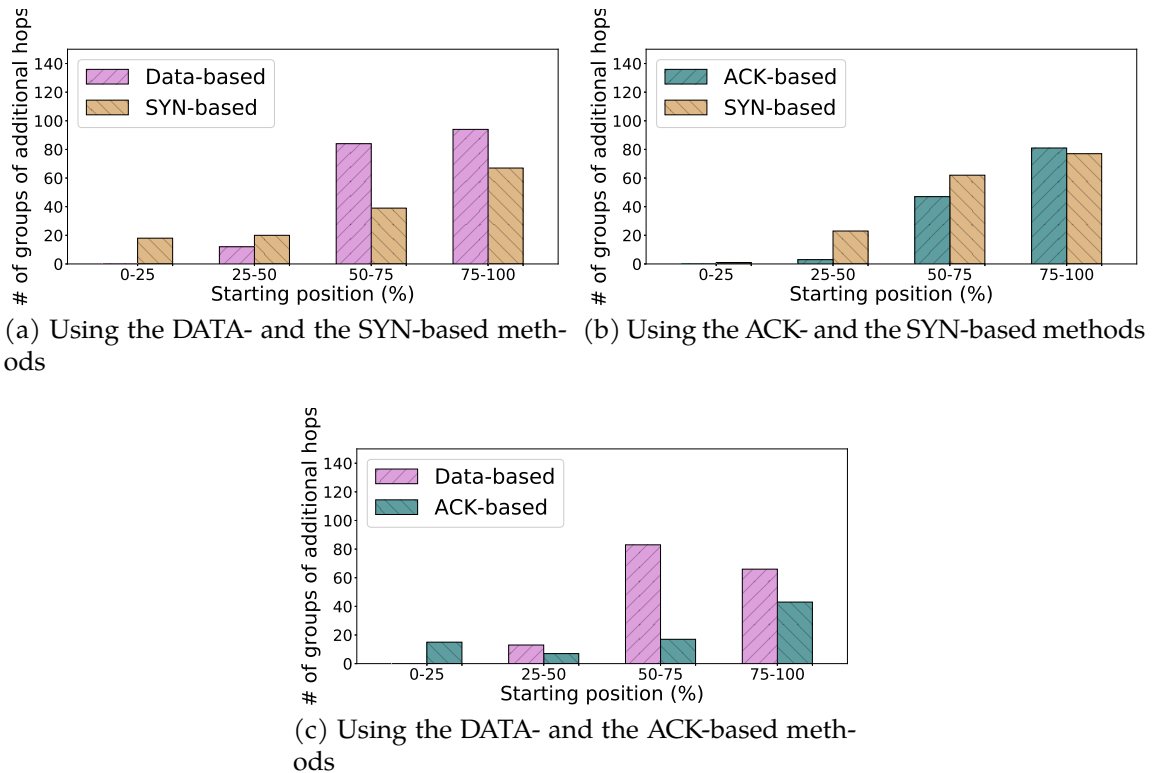 # of groups of additional hops
140
120
100
80
60
40
20
0
Data-based
SYN-based
0-25 25-50 50-75 75-100
Starting position (%)
(a) Using the DATA- and the SYN-based meth-
ods
# of groups of additional hops
140
120
100
80
60
40
20
0
ACK-based
SYN-based
0-25 25-50 50-75 75-100
Starting position (%)
(b) Using the ACK- and the SYN-based methods
# of groups of additional hops
140
120
100
80
60
40
20
0
Data-based
ACK-based
0-25 25-50 50-75 75-100
Starting position (%)
(c) Using the DATA- and the ACK-based meth-
ods